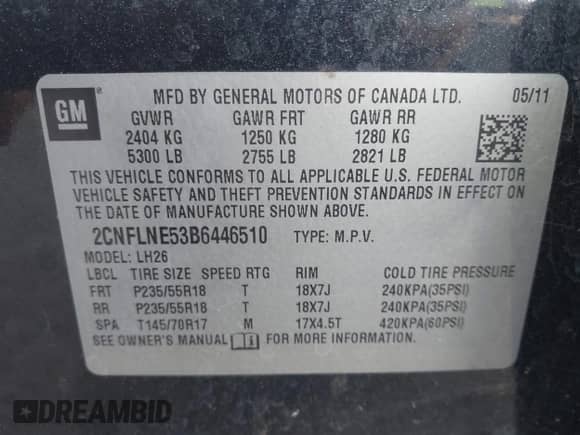 GM
MFD BY GENERAL MOTORS OF CANADA LTD. 05/11
GVWR GAWR FRT GAWR RR
2404 KG 1250 KG 1280 KG
5300 LB 2755 LB 2821 LB
THIS VEHICLE CONFORMS TO ALL APPLICABLE U.S. FEDERAL MOTOR
VEHICLE SAFETY AND THEFT PREVENTION STANDARDS IN EFFECT ON
THE DATE OF MANUFACTURE SHOWN ABOVE.
2CNFLNE53B6446510 TYPE: M.P.V.
MODEL: LH26
LBCL TIRE SIZE SPEED RTG RIM COLD TIRE PRESSURE
FRT P235/55R18 T 18X7J 240KPA(35PSI)
RR P235/55R18 T 18X7J 240KPA(35PSI)
SPA T145/70R17 M 17X4.5T 420KPA(60PSI)
SEE OWNER'S MANUAL FOR MORE INFORMATION.
DREAMBID